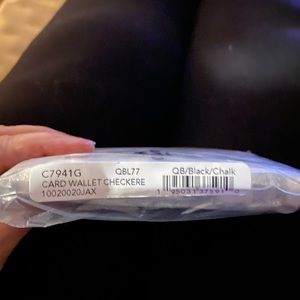 C7941G QBL77 QB/Black/Chalk
CARD WALLET CHECKERE
10020020JAX